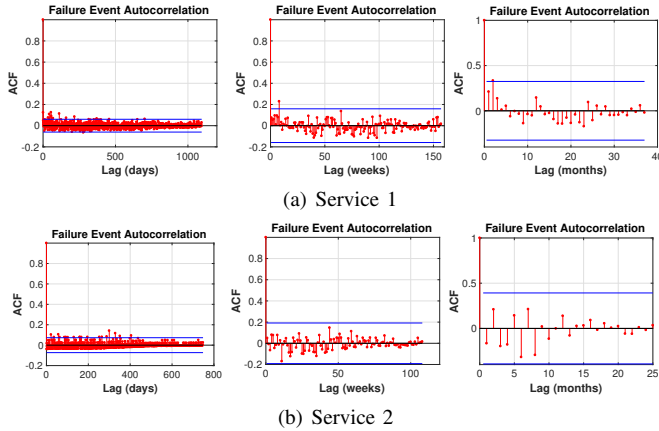 Failure Event Autocorrelation Failure Event Autocorrelation Failure Event Autocorrelation
ACF
0.8
0.6
0.4
0.2
0
-0.2
0 500 1000
Lag (days)
ACF
0.8
0.6
0.4
0.2
0
-0.2
0 50 100 150
Lag (weeks)
ACF
1
0.5
0
-0.5
0 10 20 30 40
Lag (months)
(a) Service 1
Failure Event Autocorrelation Failure Event Autocorrelation Failure Event Autocorrelation
ACF
0.8
0.6
0.4
0.2
0
-0.2
0 200 400 600 800
Lag (days)
ACF
0.8
0.6
0.4
0.2
0
-0.2
0 50 100
Lag (weeks)
ACF
1
0.5
0
0 5 10 15 20 25
Lag (months)
(b) Service 2